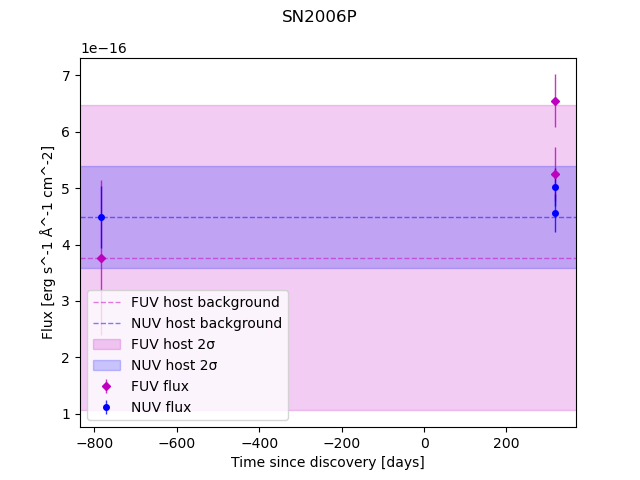 SN2006P
1e−16
7
6
5
4
3
2
1
Flux [erg s^-1 Å^-1 cm^-2]
FUV host background
NUV host background
FUV host 2σ
NUV host 2σ
FUV flux
NUV flux
−800 −600 −400 −200 0 200
Time since discovery [days]